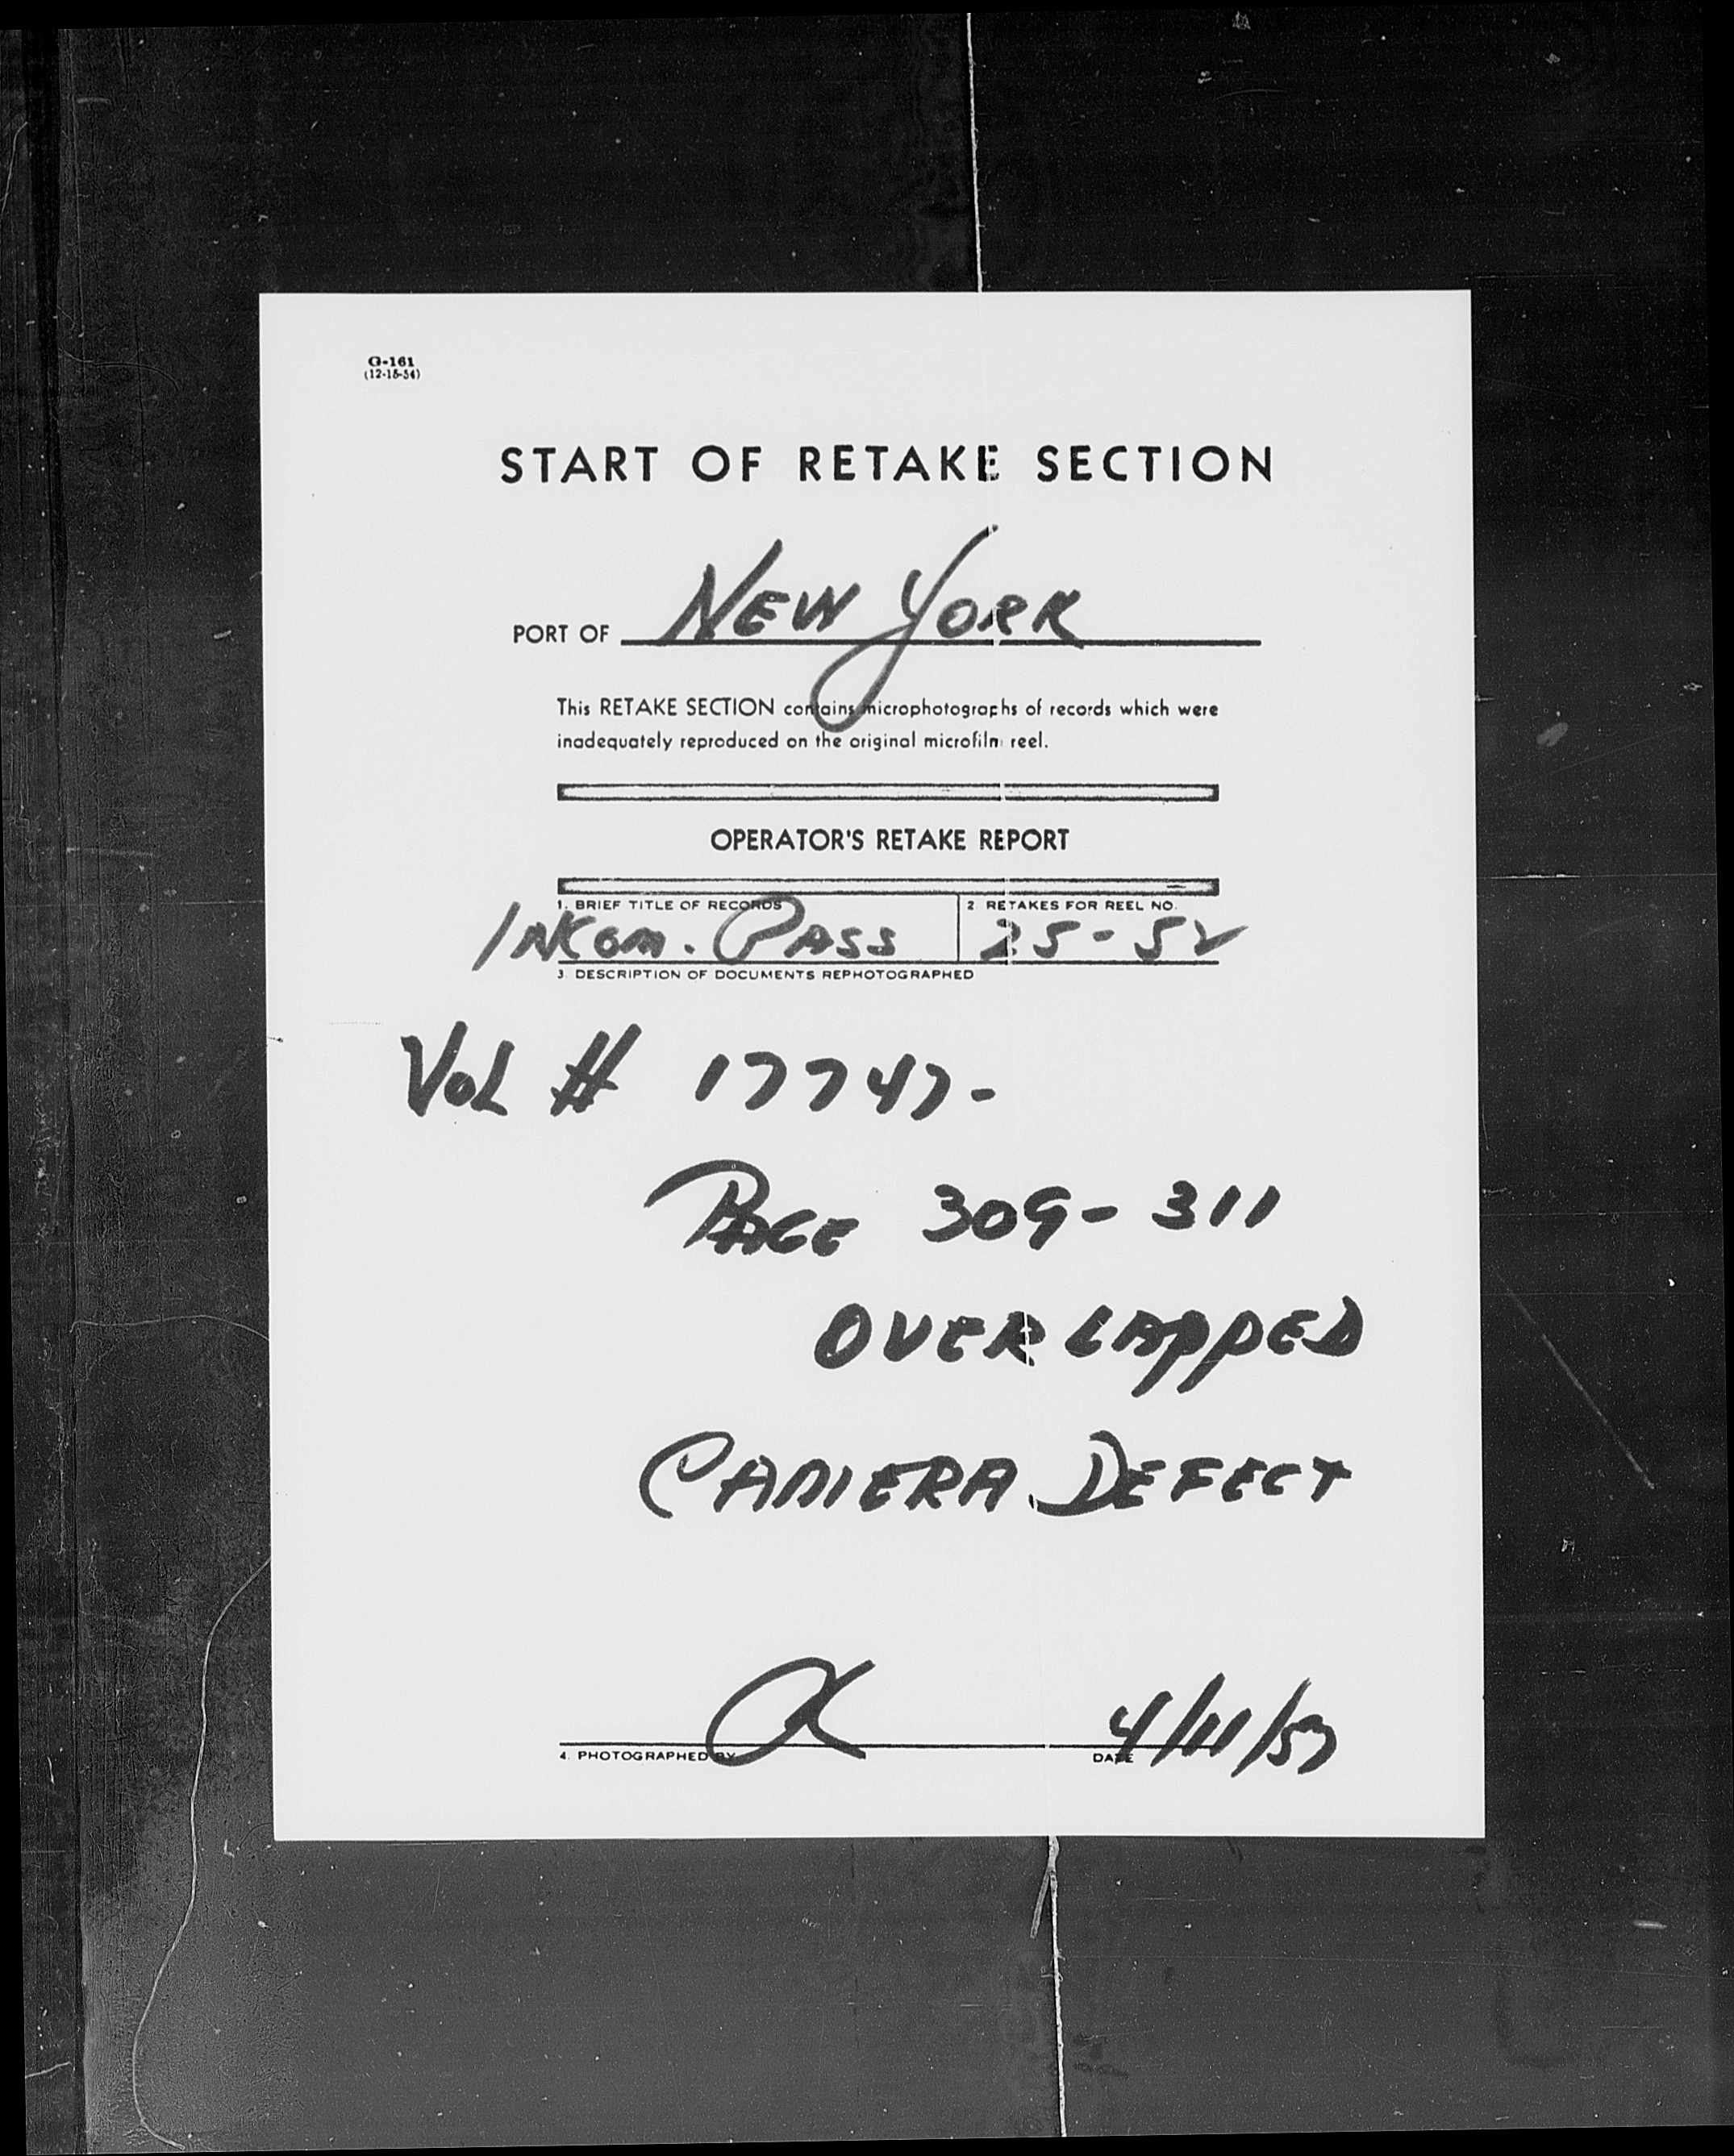 G-161
(12-15-54)
START OF RETAKE SECTION
PORT OF NEW YORK
This RETAKE SECTION contains microphotographs of records which were
inadequately reproduced on the original microfilm reel.
OPERATOR'S RETAKE REPORT
1. BRIEF TITLE OF RECORDS 2. RETAKES FOR REEL NO.
INKOM. PASS 25-52
3. DESCRIPTION OF DOCUMENTS REPHOTOGRAPHED
VOL # 17747-
PAGE 309-311
OVERLAPPED
CAMERA DEFECT
4/11/57
4. PHOTOGRAPHED BY DATE